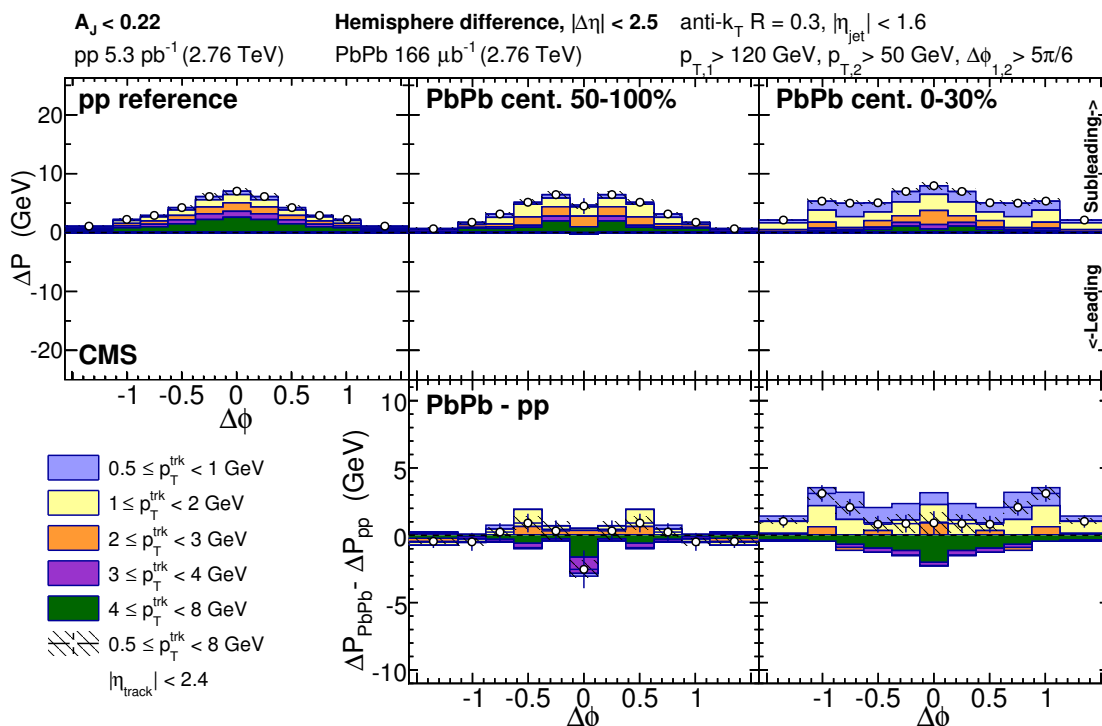 A_J < 0.22 Hemisphere difference, |Δη| < 2.5 anti-k_T R = 0.3, |η_jet| < 1.6
pp 5.3 pb⁻¹ (2.76 TeV) PbPb 166 μb⁻¹ (2.76 TeV) p_T,1 > 120 GeV, p_T,2 > 50 GeV, Δφ_1,2 > 5π/6
pp reference
PbPb cent. 50-100%
PbPb cent. 0-30%
20
10
0
-10
-20
ΔP (GeV)
Subleading->
<-Leading
CMS
-1 -0.5 0 0.5 1
Δφ
PbPb - pp
10
5
0
-5
-10
ΔP_PbPb - ΔP_pp (GeV)
0.5 ≤ p_T^trk < 1 GeV
1 ≤ p_T^trk < 2 GeV
2 ≤ p_T^trk < 3 GeV
3 ≤ p_T^trk < 4 GeV
4 ≤ p_T^trk < 8 GeV
0.5 ≤ p_T^trk < 8 GeV
|η_track| < 2.4
-1 -0.5 0 0.5 1
Δφ
-1 -0.5 0 0.5 1
Δφ